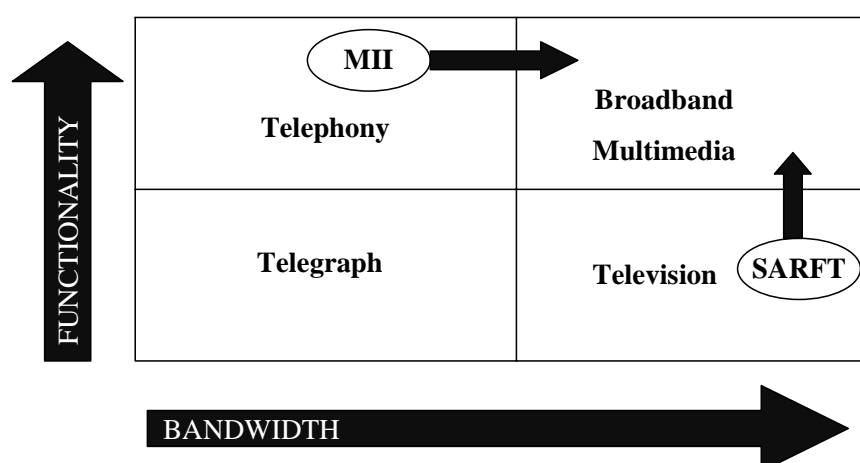 MII
Telephony
Broadband
Multimedia
FUNCTIONALITY
Telegraph
Television
SARFT
BANDWIDTH